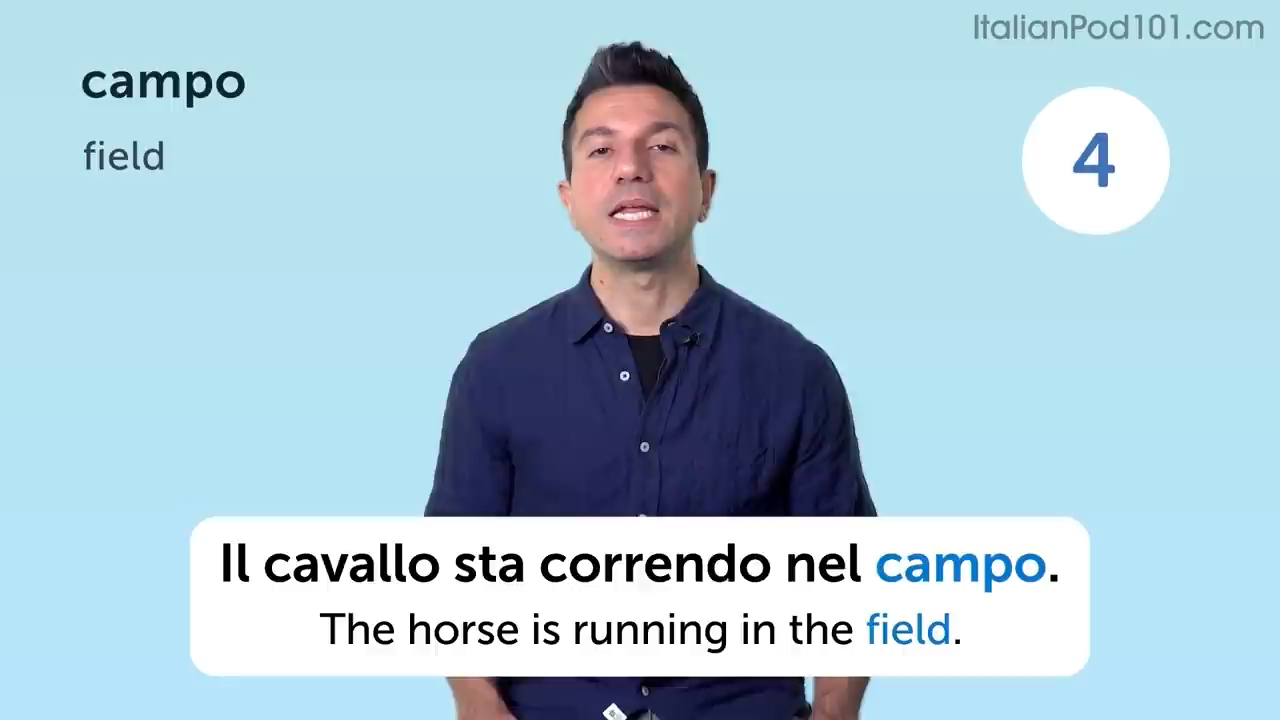 ItalianPod101.com
campo
field
4
Il cavallo sta correndo nel campo.
The horse is running in the field.